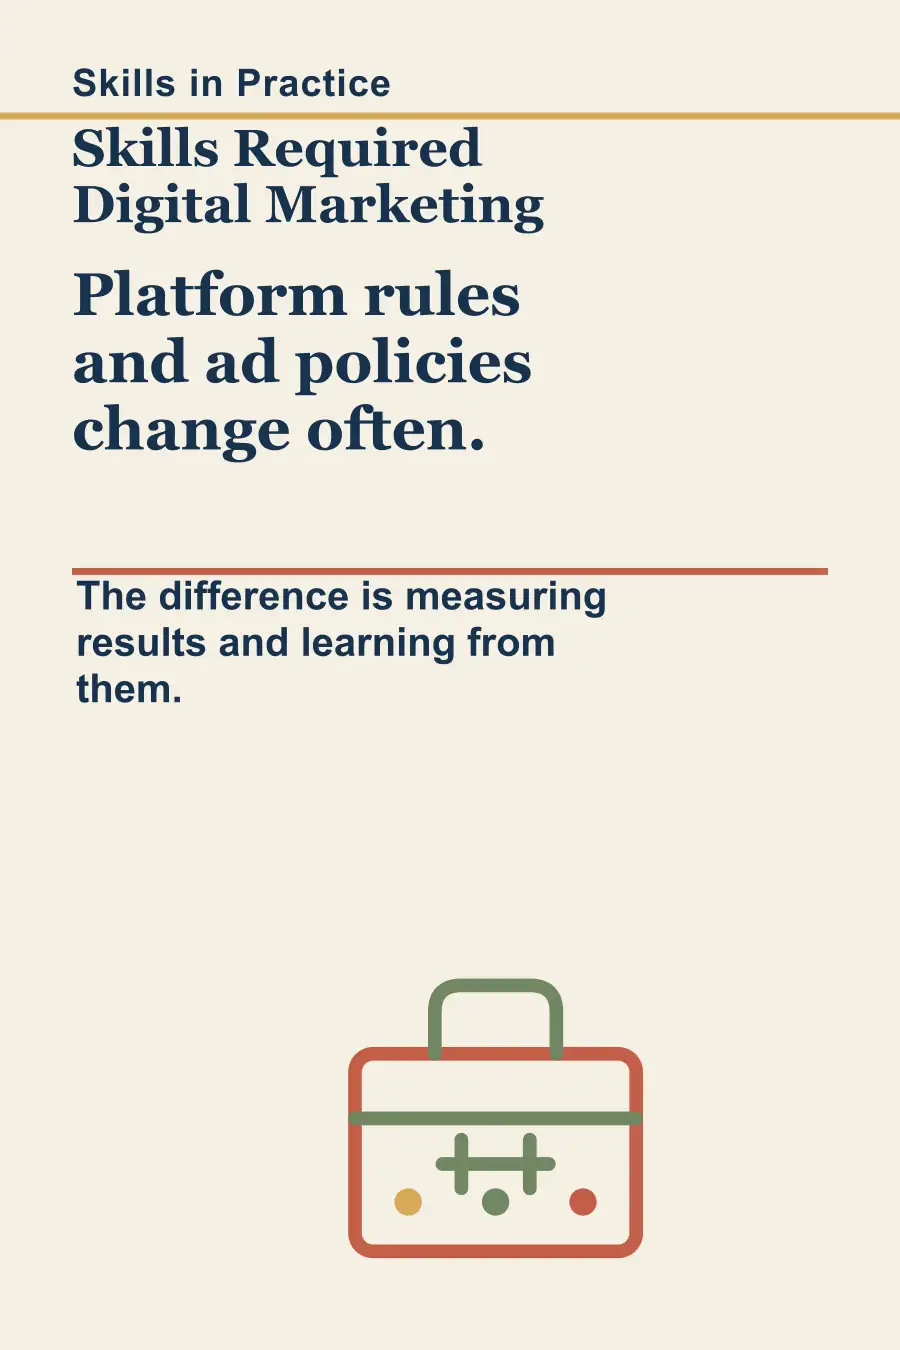 Skills in Practice
Skills Required
Digital Marketing
Platform rules
and ad policies
change often.
The difference is measuring
results and learning from
them.